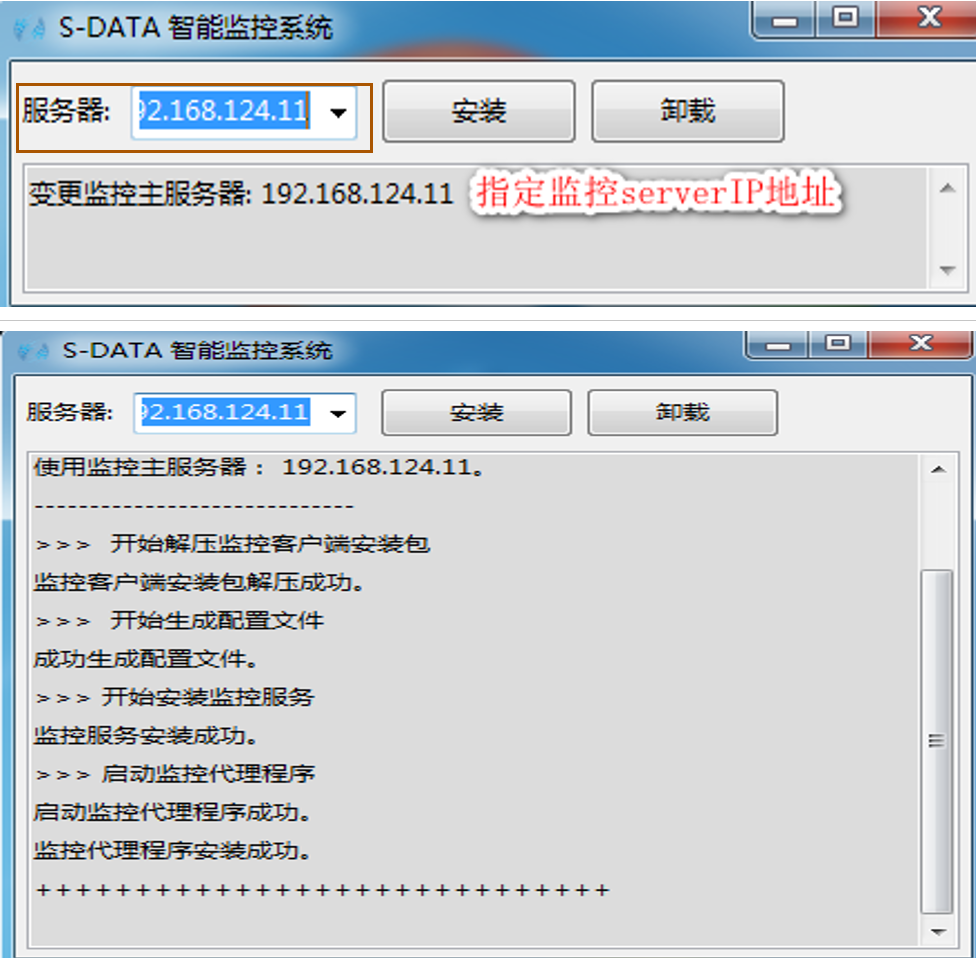 S-DATA 智能监控系统
服务器: 92.168.124.11 安装 卸载
变更监控主服务器: 192.168.124.11 指定监控serverIP地址
S-DATA 智能监控系统
服务器: 92.168.124.11 安装 卸载
使用监控主服务器： 192.168.124.11。
-----------------------------
>>> 开始解压监控客户端安装包
监控客户端安装包解压成功。
>>> 开始生成配置文件
成功生成配置文件。
>>> 开始安装监控服务
监控服务安装成功。
>>> 启动监控代理程序
启动监控代理程序成功。
监控代理程序安装成功。
+++++++++++++++++++++++++++++